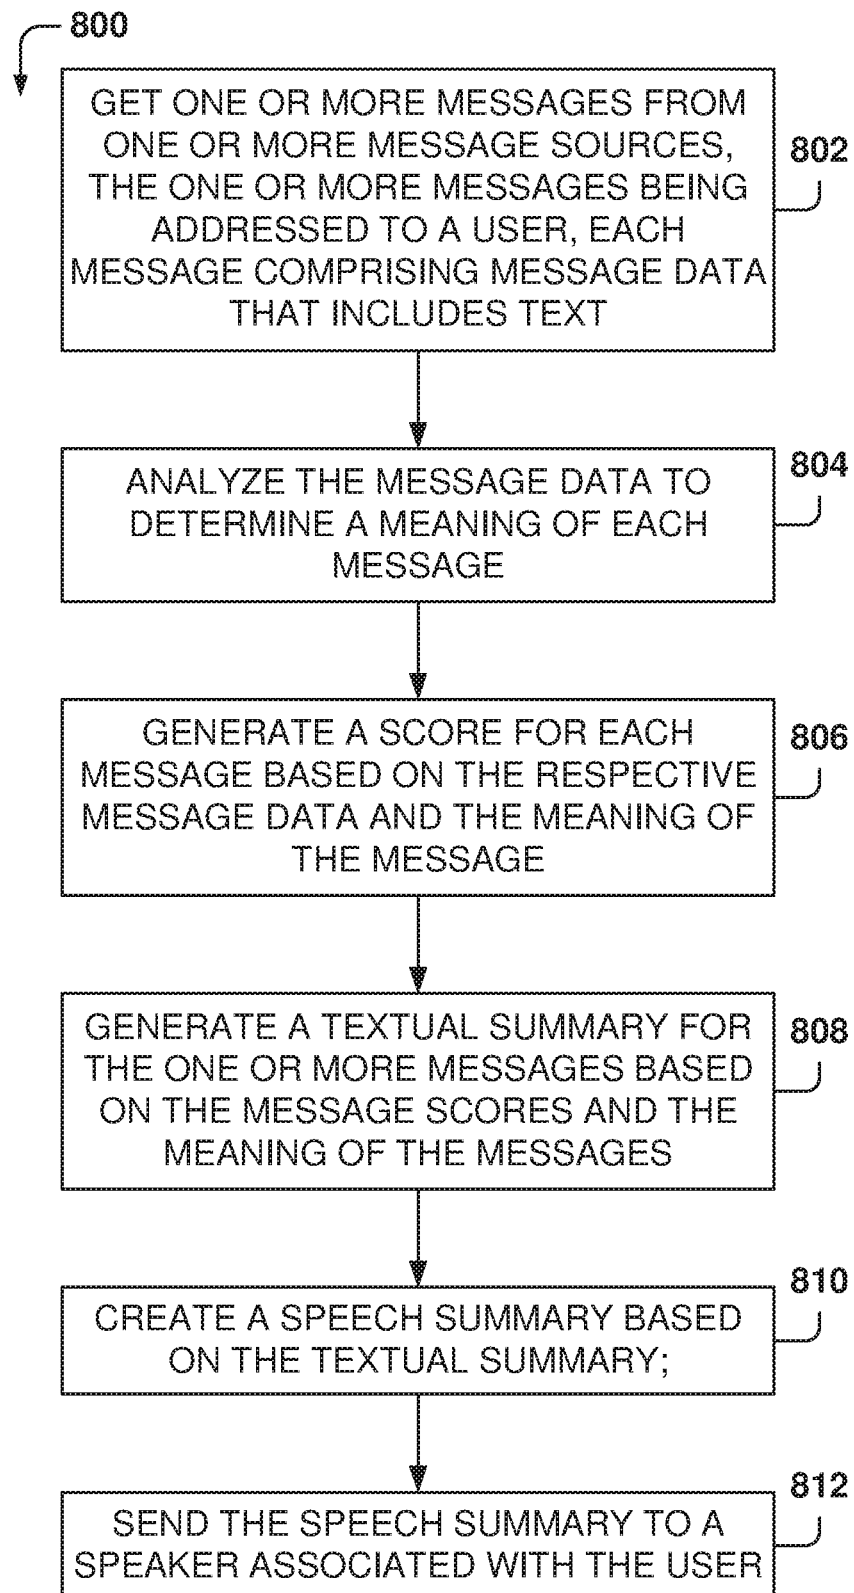 800
GET ONE OR MORE MESSAGES FROM
ONE OR MORE MESSAGE SOURCES,
THE ONE OR MORE MESSAGES BEING
ADDRESSED TO A USER, EACH
MESSAGE COMPRISING MESSAGE DATA
THAT INCLUDES TEXT
802
ANALYZE THE MESSAGE DATA TO
DETERMINE A MEANING OF EACH
MESSAGE
804
GENERATE A SCORE FOR EACH
MESSAGE BASED ON THE RESPECTIVE
MESSAGE DATA AND THE MEANING OF
THE MESSAGE
806
GENERATE A TEXTUAL SUMMARY FOR
THE ONE OR MORE MESSAGES BASED
ON THE MESSAGE SCORES AND THE
MEANING OF THE MESSAGES
808
CREATE A SPEECH SUMMARY BASED
ON THE TEXTUAL SUMMARY;
810
SEND THE SPEECH SUMMARY TO A
SPEAKER ASSOCIATED WITH THE USER
812